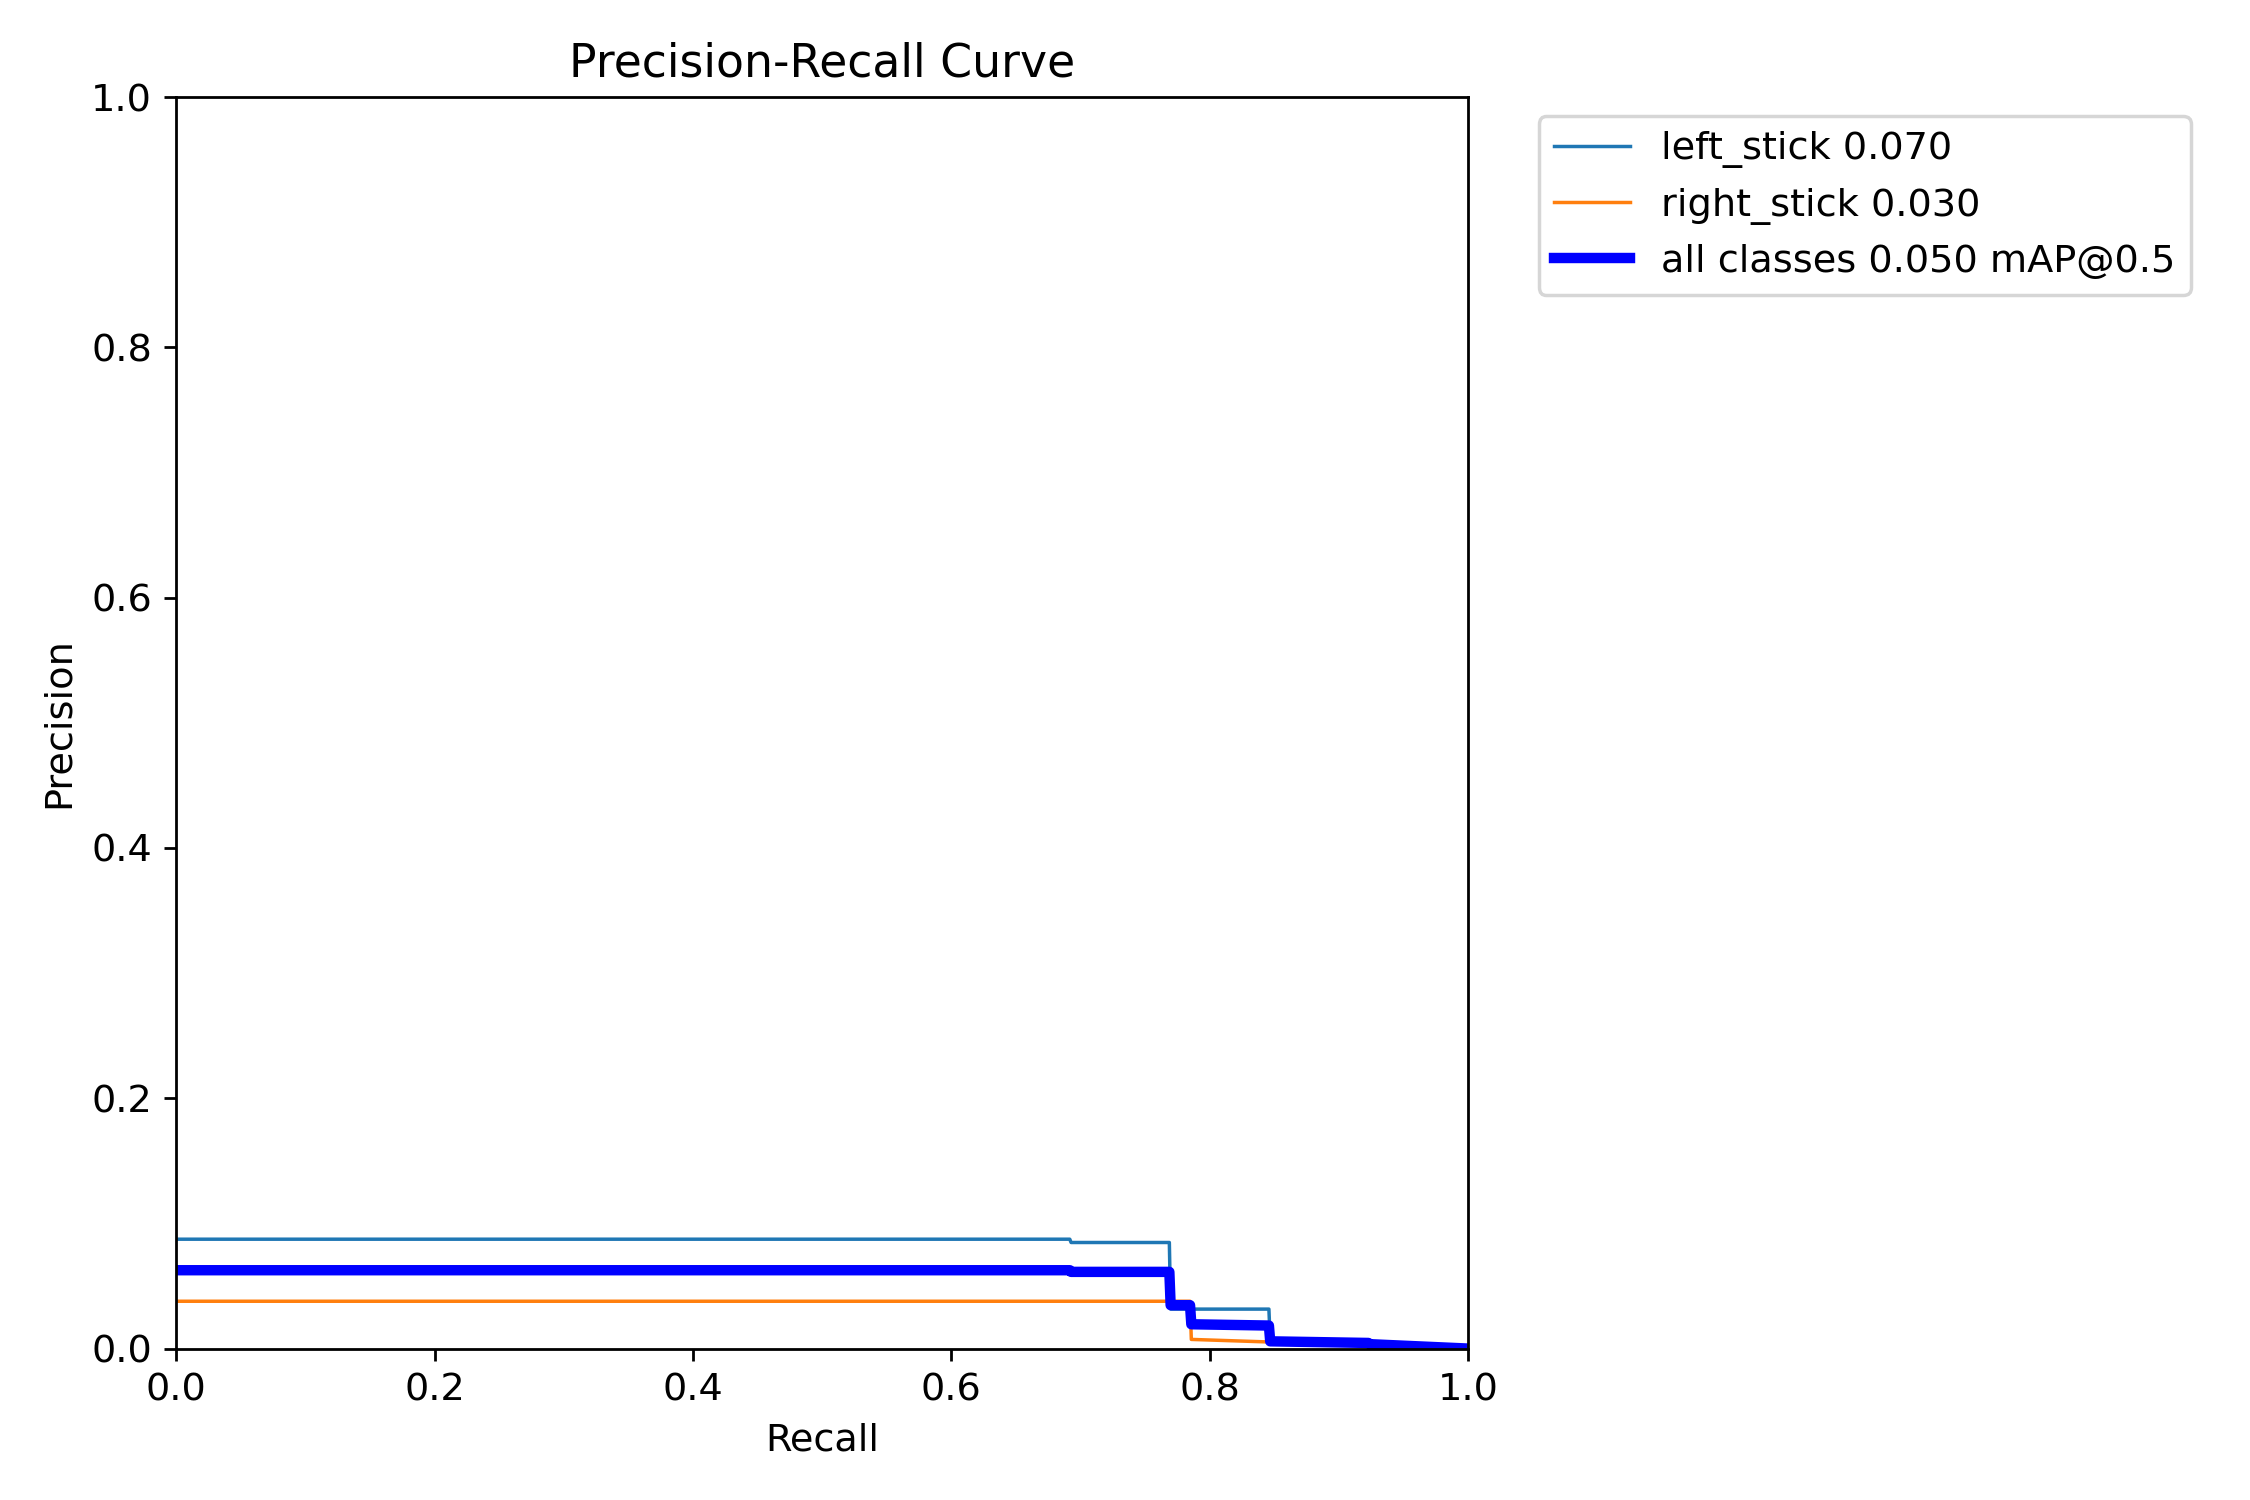 Precision-Recall Curve
1.0
0.8
0.6
0.4
0.2
0.0
Precision
0.0 0.2 0.4 0.6 0.8 1.0
Recall
left_stick 0.070
right_stick 0.030
all classes 0.050 mAP@0.5